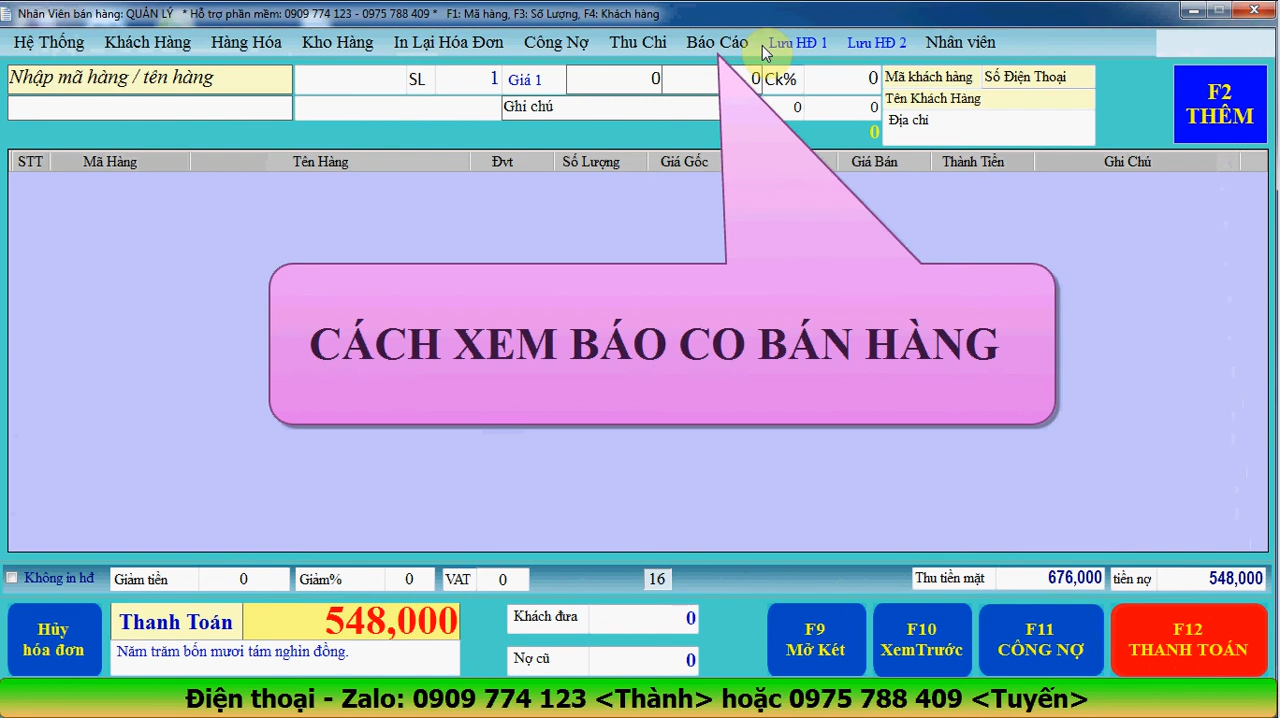 Nhân Viên bán hàng: QUẢN LÝ * Hỗ trợ phần mềm: 0909 774 123 - 0975 788 409 * F1: Mã hàng, F3: Số Lượng, F4: Khách hàng
Hệ Thống Khách Hàng Hàng Hóa Kho Hàng In Lại Hóa Đơn Công Nợ Thu Chi Báo Cáo Lưu HĐ 1 Lưu HĐ 2 Nhân viên
Nhập mã hàng / tên hàng SL 1 Giá 1 0 0 Ck% 0 Mã khách hàng Số Điện Thoại
Ghi chú 0 0 Tên Khách Hàng
0 Địa chỉ
F2
THÊM
STT Mã Hàng Tên Hàng Đvt Số Lượng Giá Gốc Giá Bán Thành Tiền Ghi Chú
CÁCH XEM BÁO CO BÁN HÀNG
Không in hđ Giảm tiền 0 Giảm% 0 VAT 0 16 Thu tiền mặt 676,000 tiền nợ 548,000
Hủy
hóa đơn
Thanh Toán 548,000
Năm trăm bốn mươi tám nghìn đồng.
Khách đưa 0
Nợ cũ 0
F9
Mở Két
F10
XemTrước
F11
CÔNG NỢ
F12
THANH TOÁN
Điện thoại - Zalo: 0909 774 123 <Thành> hoặc 0975 788 409 <Tuyến>